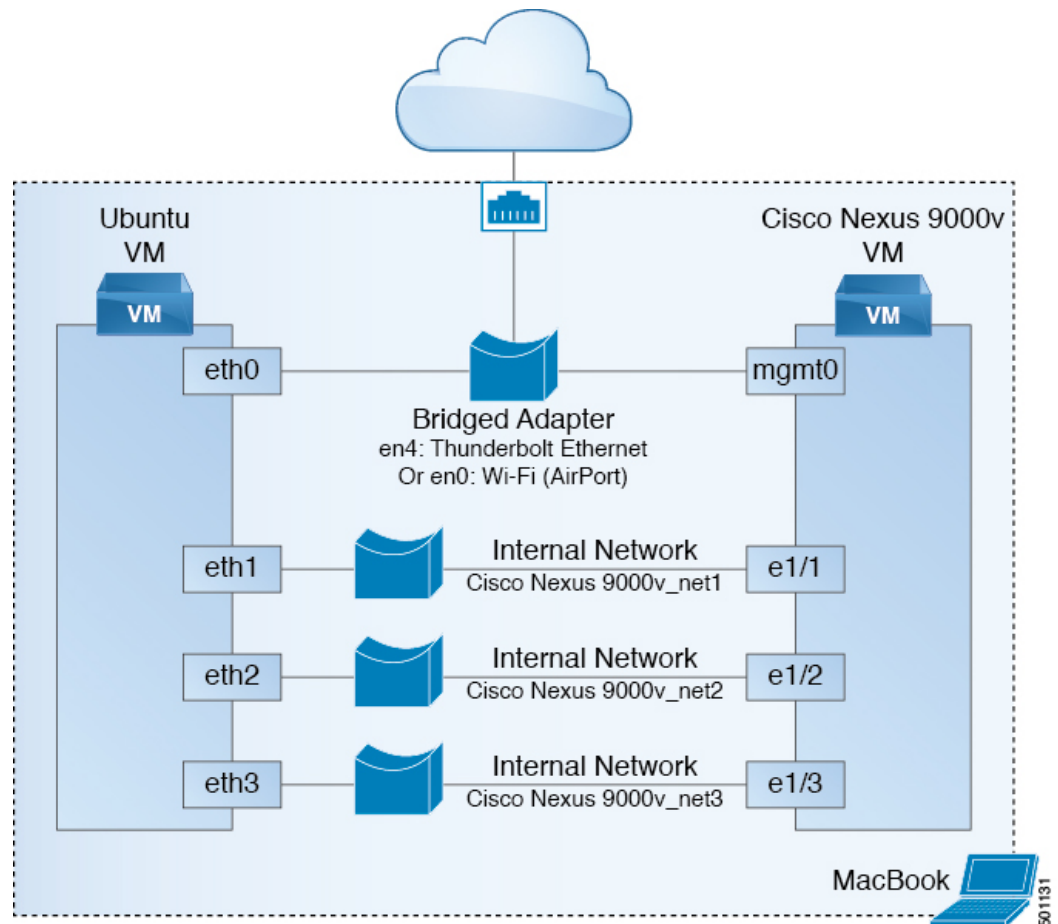 Ubuntu
VM
Cisco Nexus 9000v
VM
VM
VM
eth0
mgmt0
Bridged Adapter
en4: Thunderbolt Ethernet
Or en0: Wi-Fi (AirPort)
eth1
Internal Network
Cisco Nexus 9000v_net1
e1/1
eth2
Internal Network
Cisco Nexus 9000v_net2
e1/2
eth3
Internal Network
Cisco Nexus 9000v_net3
e1/3
MacBook
501131